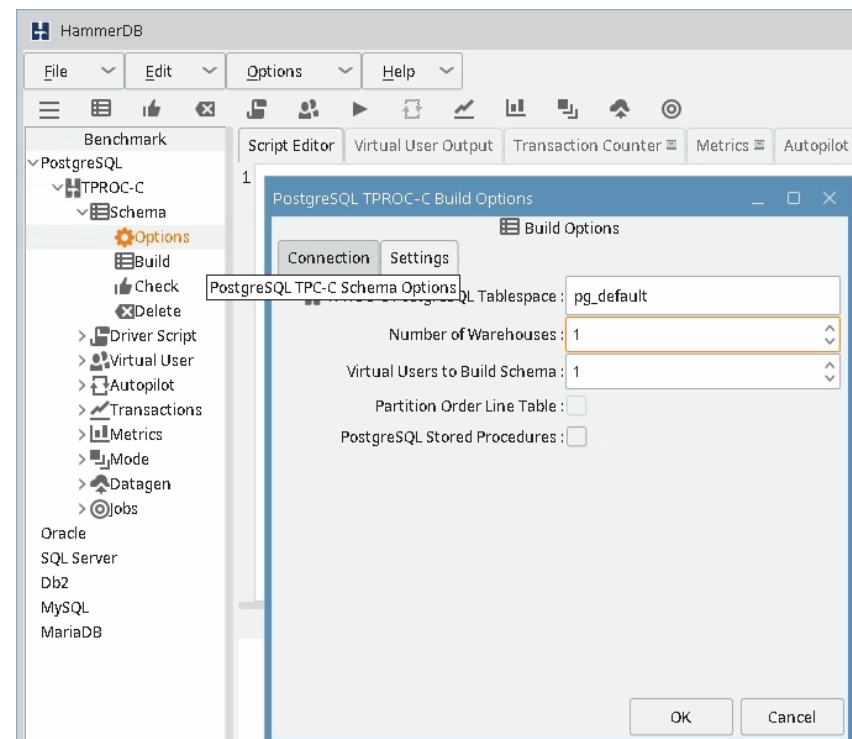 HammerDB
File Edit Options Help
Benchmark
Script Editor Virtual User Output Transaction Counter Metrics Autopilot
PostgreSQL
1
TPROC-C
PostgreSQL TPROC-C Build Options
Schema
Build Options
Options
Connection Settings
Build
Check
PostgreSQL TPC-C Schema Options
QL Tablespace : pg_default
Delete
Driver Script
Number of Warehouses : 1
Virtual User
Virtual Users to Build Schema : 1
Autopilot
Transactions
Partition Order Line Table :
Metrics
PostgreSQL Stored Procedures :
Mode
Datagen
Jobs
Oracle
SQL Server
Db2
MySQL
MariaDB
OK Cancel